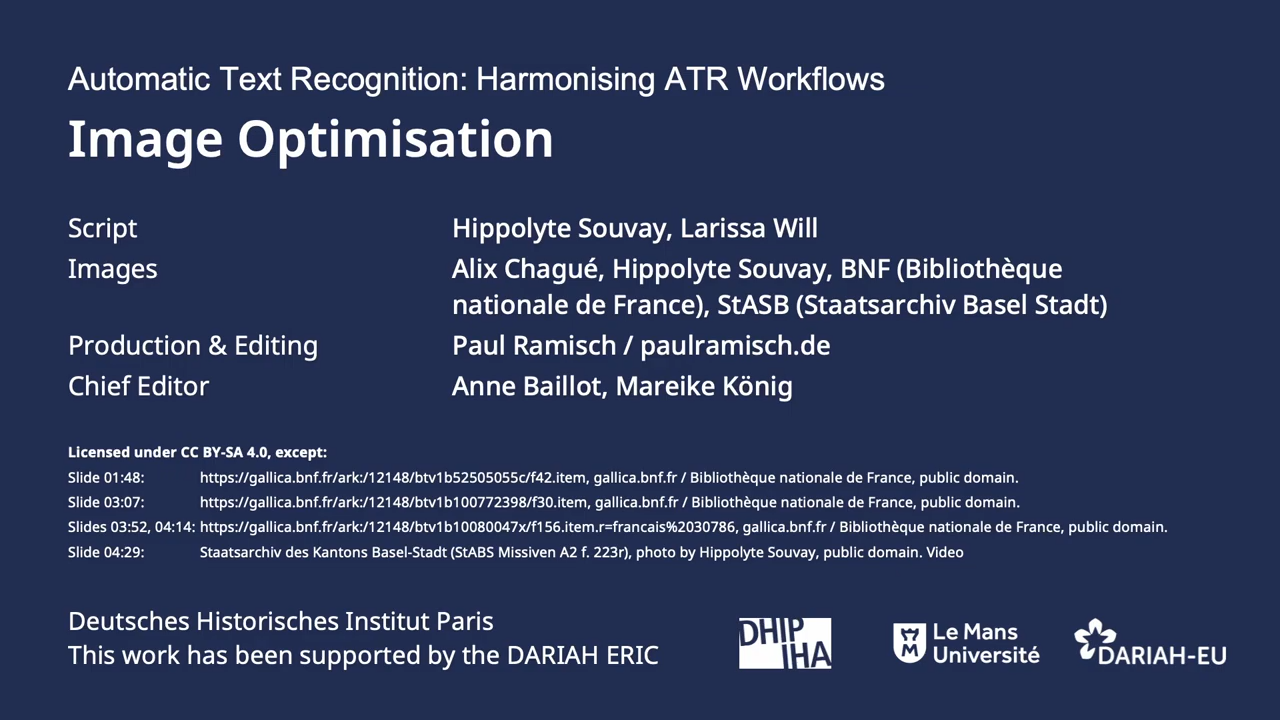 Automatic Text Recognition: Harmonising ATR Workflows
Image Optimisation
Script Hippolyte Souvay, Larissa Will
Images Alix Chagué, Hippolyte Souvay, BNF (Bibliothèque
nationale de France), StASB (Staatsarchiv Basel Stadt)
Production & Editing Paul Ramisch / paulramisch.de
Chief Editor Anne Baillot, Mareike König
Licensed under CC BY-SA 4.0, except:
Slide 01:48: https://gallica.bnf.fr/ark:/12148/btv1b52505055c/f42.item, gallica.bnf.fr / Bibliothèque nationale de France, public domain.
Slide 03:07: https://gallica.bnf.fr/ark:/12148/btv1b100772398/f30.item, gallica.bnf.fr / Bibliothèque nationale de France, public domain.
Slides 03:52, 04:14: https://gallica.bnf.fr/ark:/12148/btv1b10080047x/f156.item.r=francais%2030786, gallica.bnf.fr / Bibliothèque nationale de France, public domain.
Slide 04:29: Staatsarchiv des Kantons Basel-Stadt (StABS Missiven A2 f. 223r), photo by Hippolyte Souvay, public domain. Video
Deutsches Historisches Institut Paris
This work has been supported by the DARIAH ERIC
DHIP
IHA
Le Mans
Université
DARIAH-EU